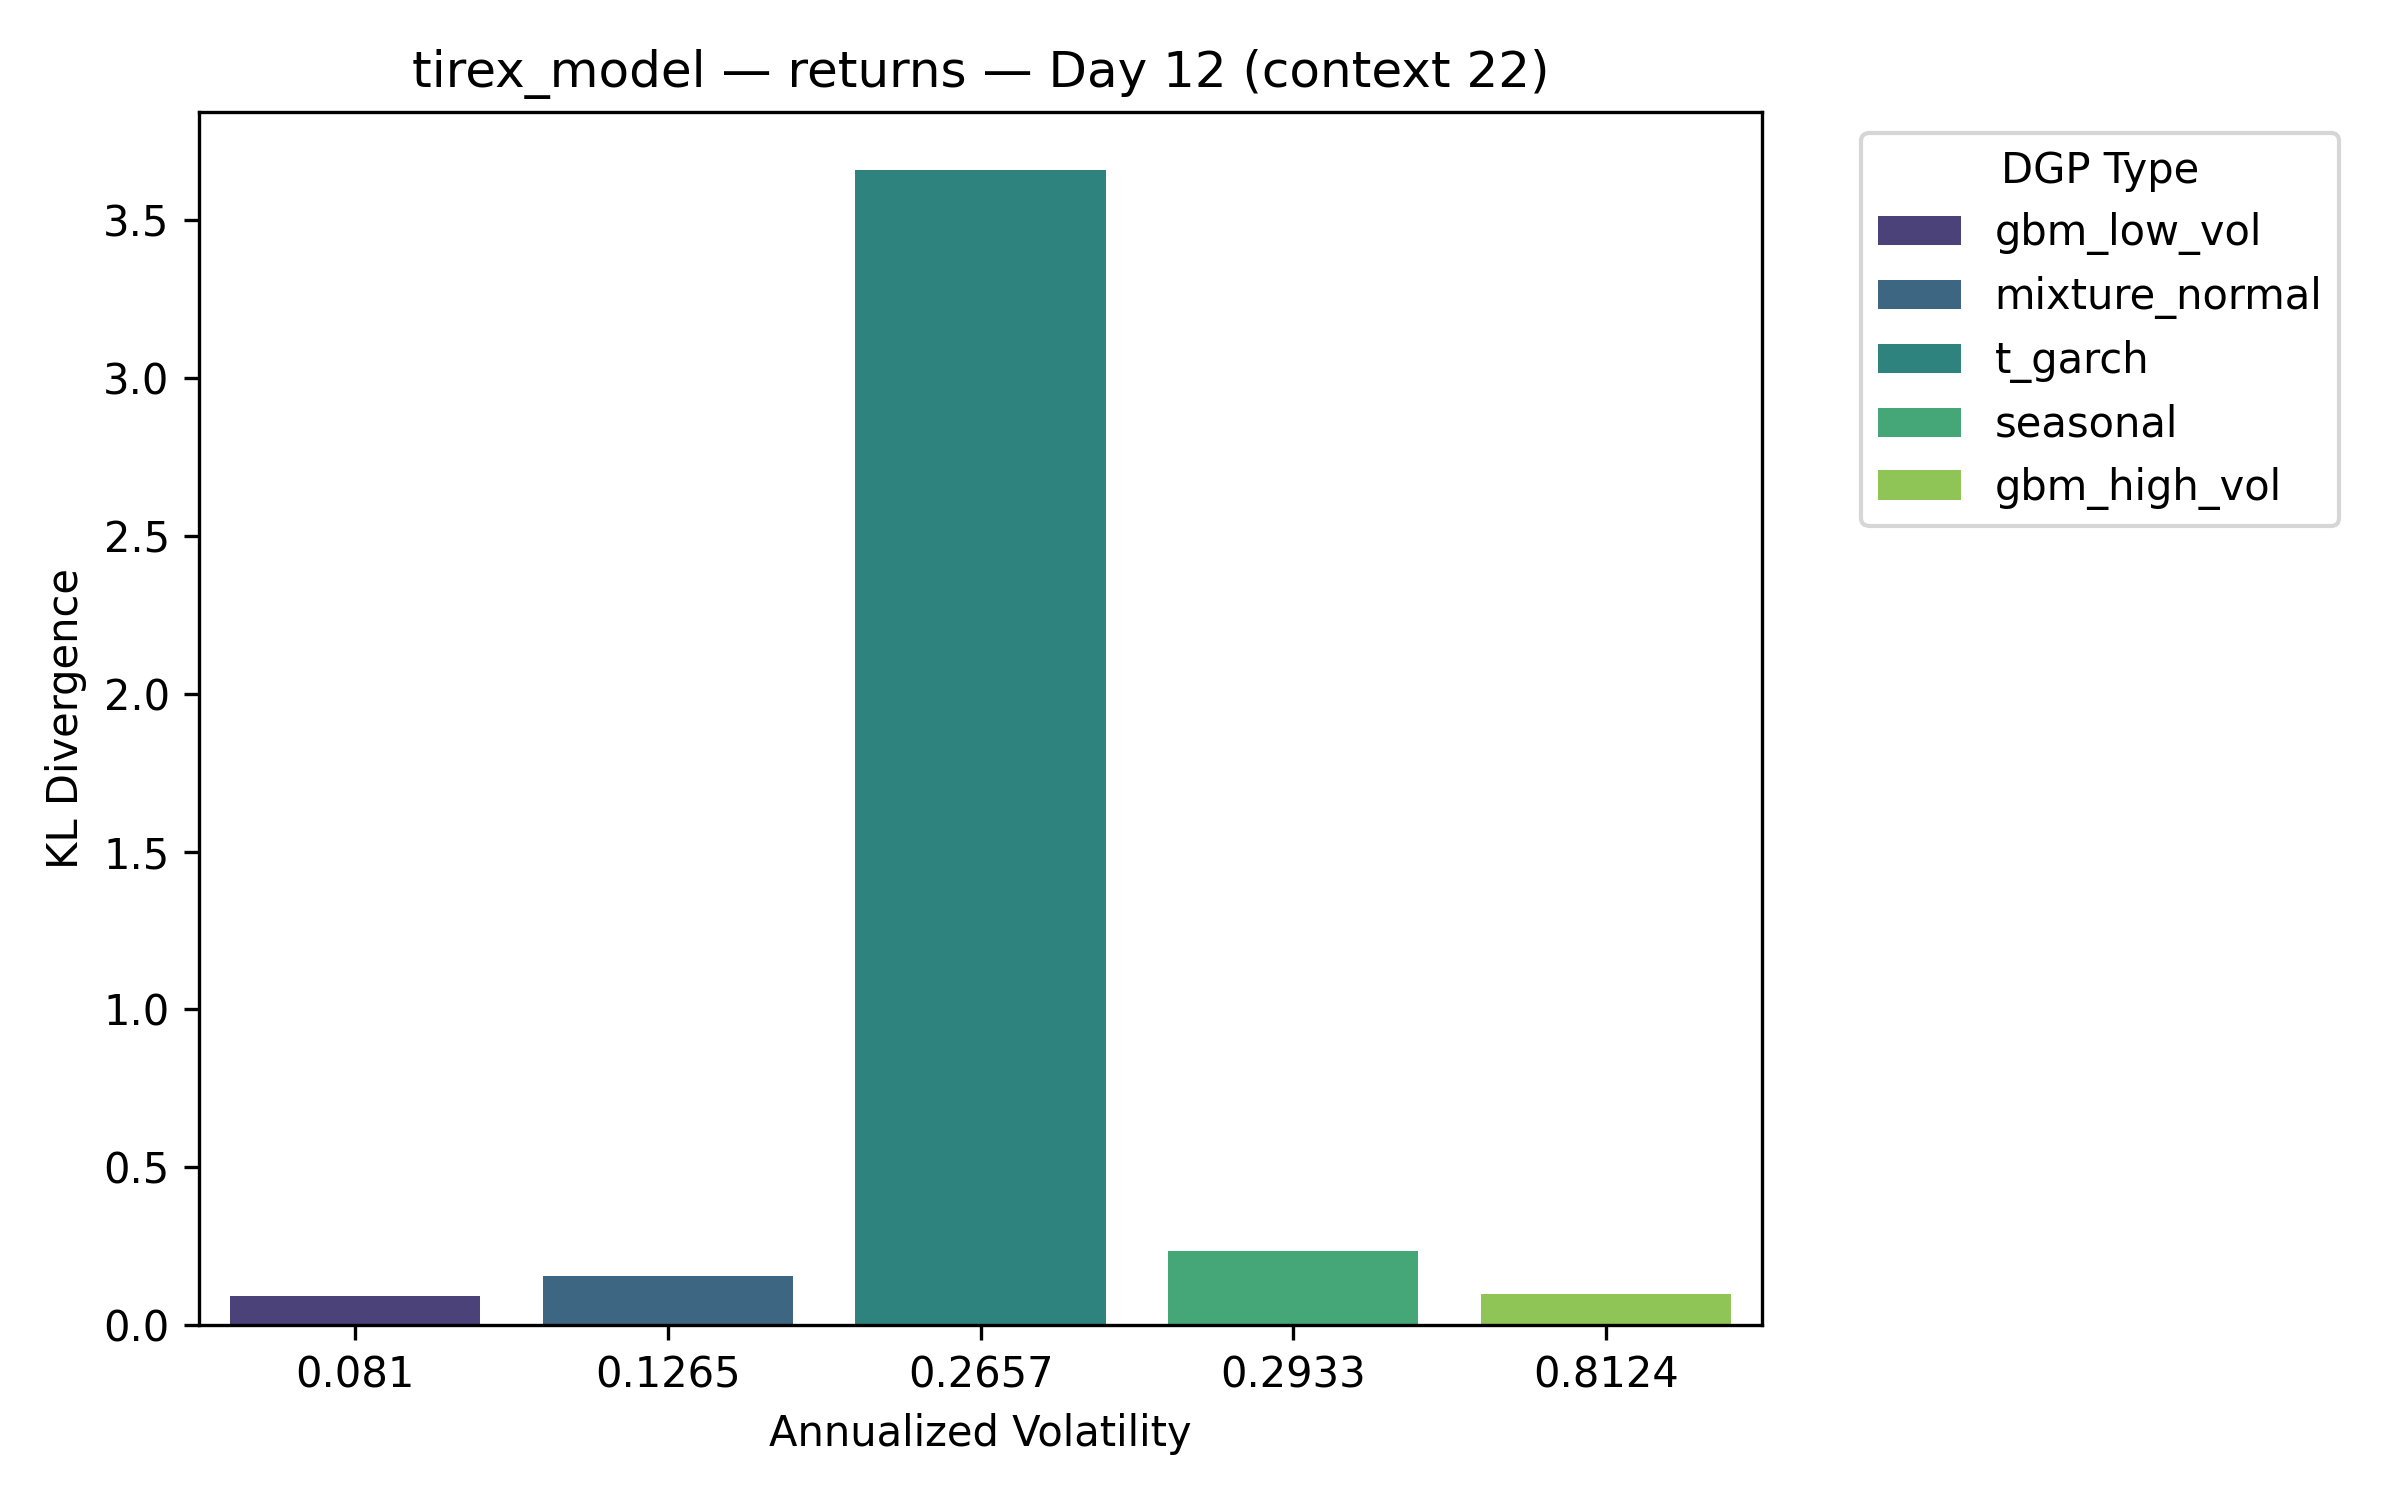 tirex_model — returns — Day 12 (context 22)
KL Divergence
3.5
3.0
2.5
2.0
1.5
1.0
0.5
0.0
0.081 0.1265 0.2657 0.2933 0.8124
Annualized Volatility
DGP Type
gbm_low_vol
mixture_normal
t_garch
seasonal
gbm_high_vol